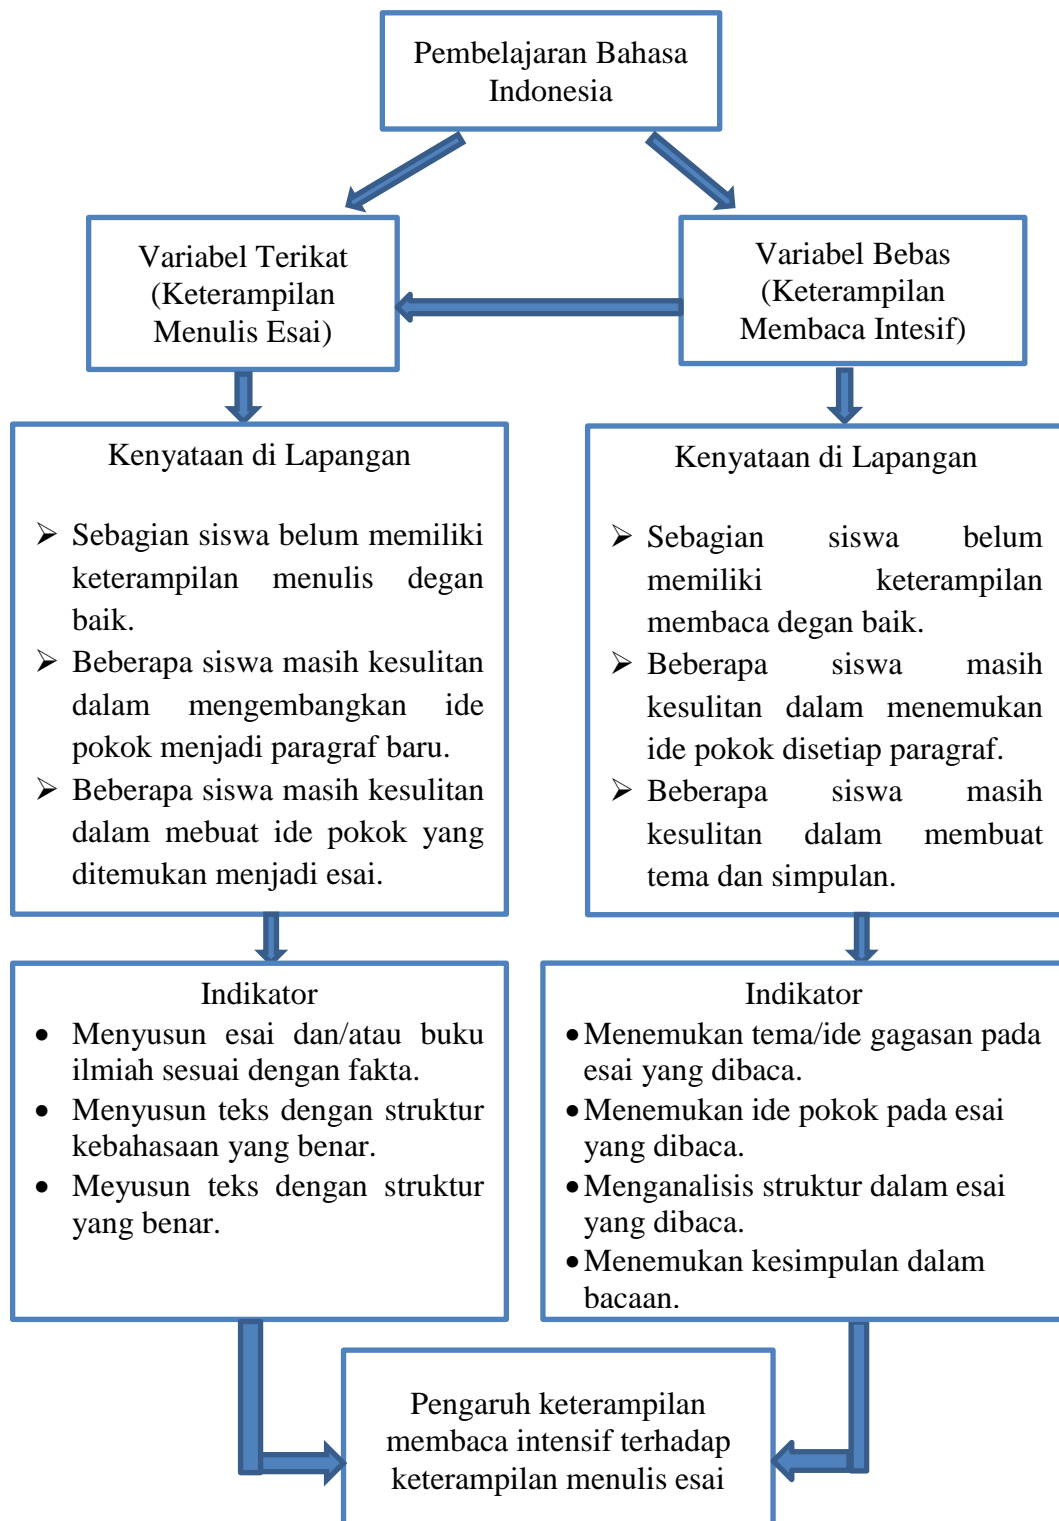 Pembelajaran Bahasa
Indonesia
Variabel Terikat
(Keterampilan
Menulis Esai)
Variabel Bebas
(Keterampilan
Membaca Intesif)
Kenyataan di Lapangan
➢ Sebagian siswa belum memiliki
keterampilan menulis degan
baik.
➢ Beberapa siswa masih kesulitan
dalam mengembangkan ide
pokok menjadi paragraf baru.
➢ Beberapa siswa masih kesulitan
dalam mebuat ide pokok yang
ditemukan menjadi esai.
Kenyataan di Lapangan
➢ Sebagian siswa belum
memiliki keterampilan
membaca degan baik.
➢ Beberapa siswa masih
kesulitan dalam menemukan
ide pokok disetiap paragraf.
➢ Beberapa siswa masih
kesulitan dalam membuat
tema dan simpulan.
Indikator
• Menyusun esai dan/atau buku
ilmiah sesuai dengan fakta.
• Menyusun teks dengan struktur
kebahasaan yang benar.
• Meyusun teks dengan struktur
yang benar.
Indikator
• Menemukan tema/ide gagasan pada
esai yang dibaca.
• Menemukan ide pokok pada esai
yang dibaca.
• Menganalisis struktur dalam esai
yang dibaca.
• Menemukan kesimpulan dalam
bacaan.
Pengaruh keterampilan
membaca intensif terhadap
keterampilan menulis esai